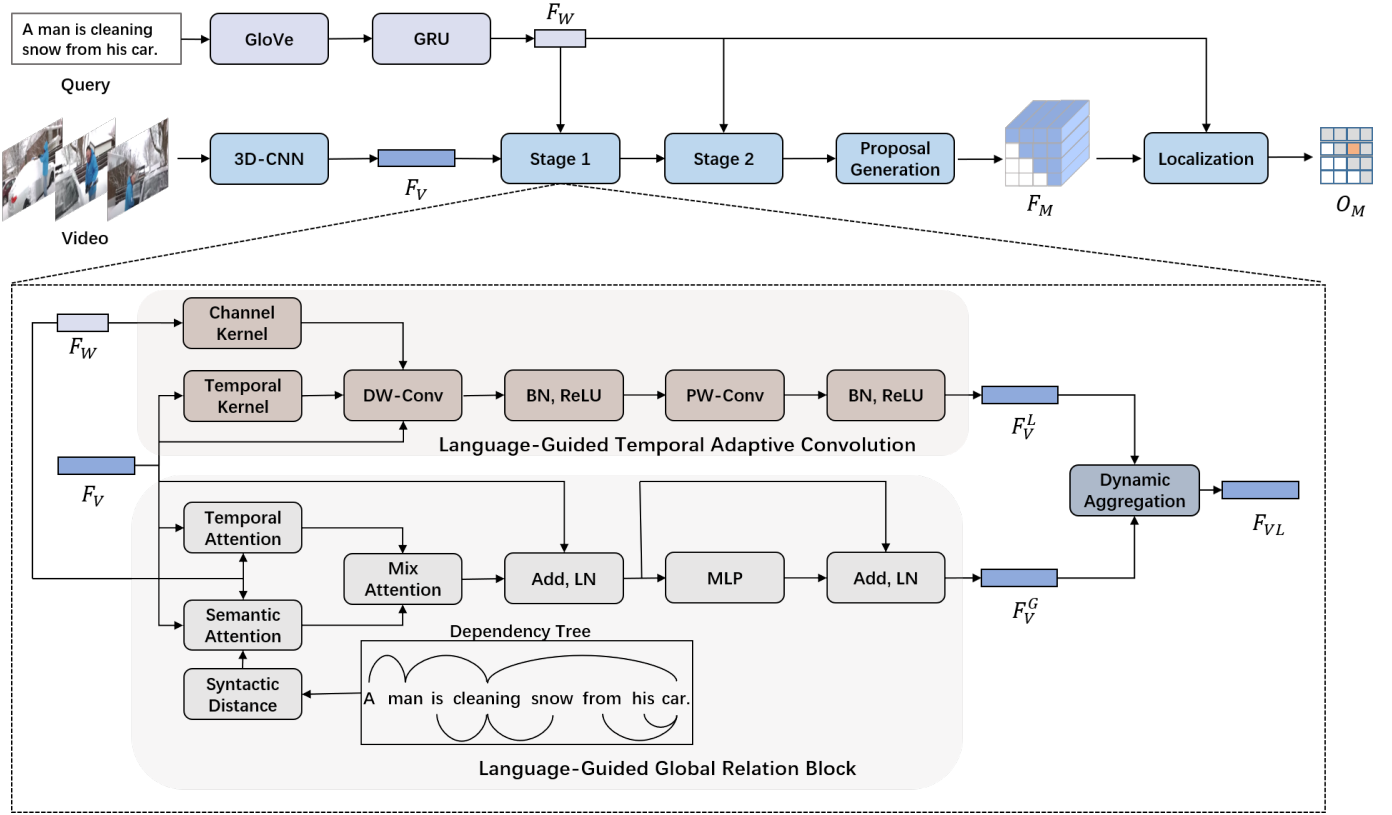 A man is cleaning
snow from his car.
Query
GloVe
GRU
F_W
Video
3D-CNN
F_V
Stage 1
Stage 2
Proposal
Generation
F_M
Localization
O_M
F_W
Channel
Kernel
Temporal
Kernel
DW-Conv
BN, ReLU
PW-Conv
BN, ReLU
F_V^L
Language-Guided Temporal Adaptive Convolution
F_V
Dynamic
Aggregation
F_VL
Temporal
Attention
Mix
Attention
Add, LN
MLP
Add, LN
F_V^G
Semantic
Attention
Syntactic
Distance
Dependency Tree
A man is cleaning snow from his car.
Language-Guided Global Relation Block